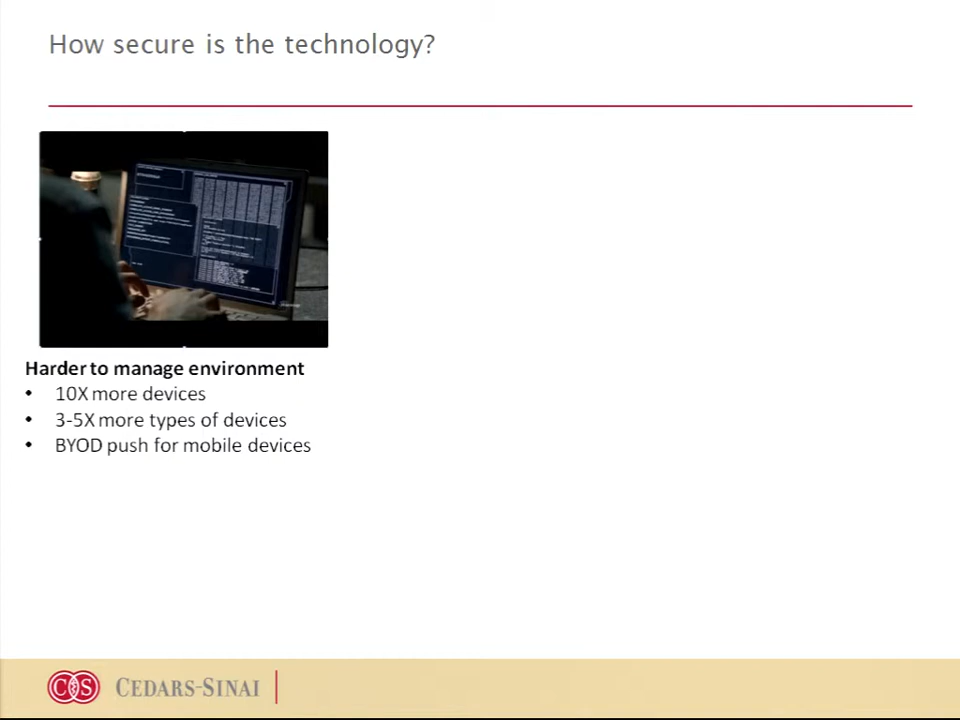 How secure is the technology?
Harder to manage environment
• 10X more devices
• 3-5X more types of devices
• BYOD push for mobile devices
CS CEDARS-SINAI